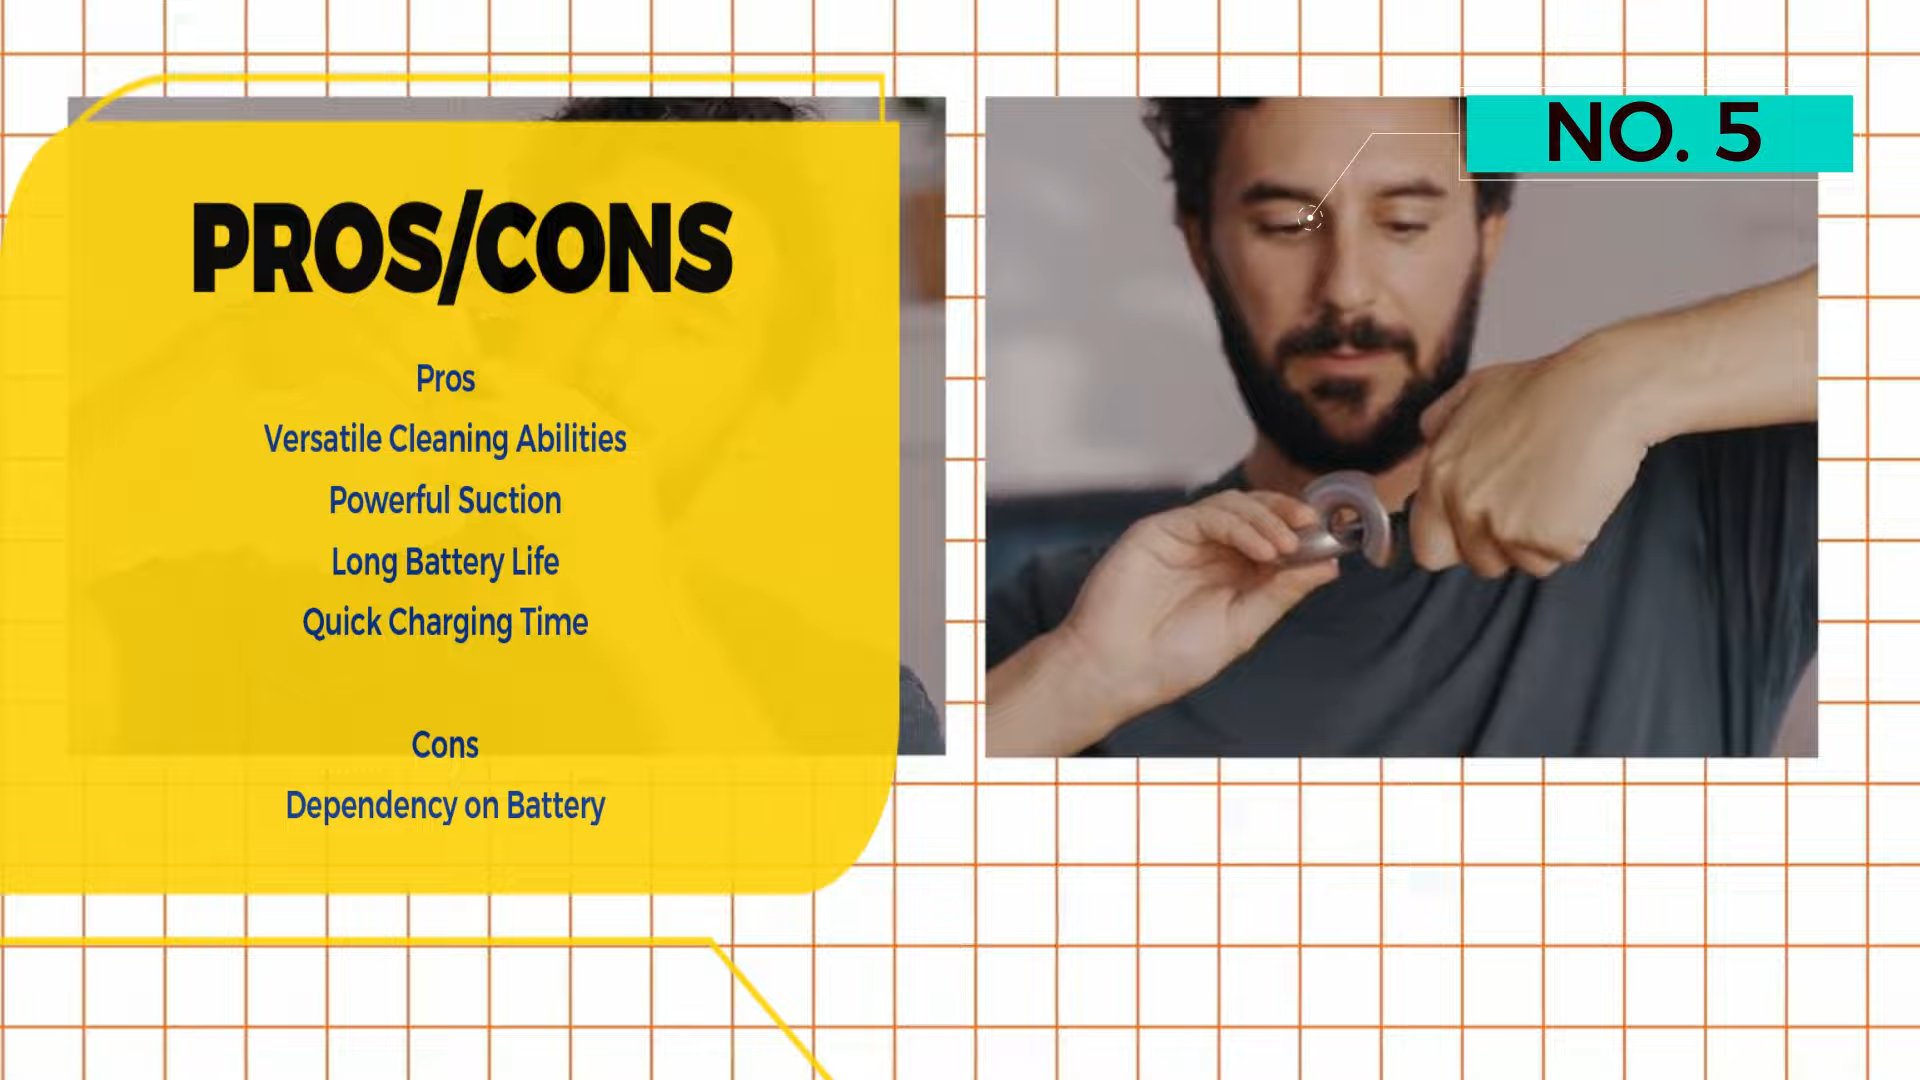 PROS/CONS
Pros
Versatile Cleaning Abilities
Powerful Suction
Long Battery Life
Quick Charging Time
Cons
Dependency on Battery
NO. 5